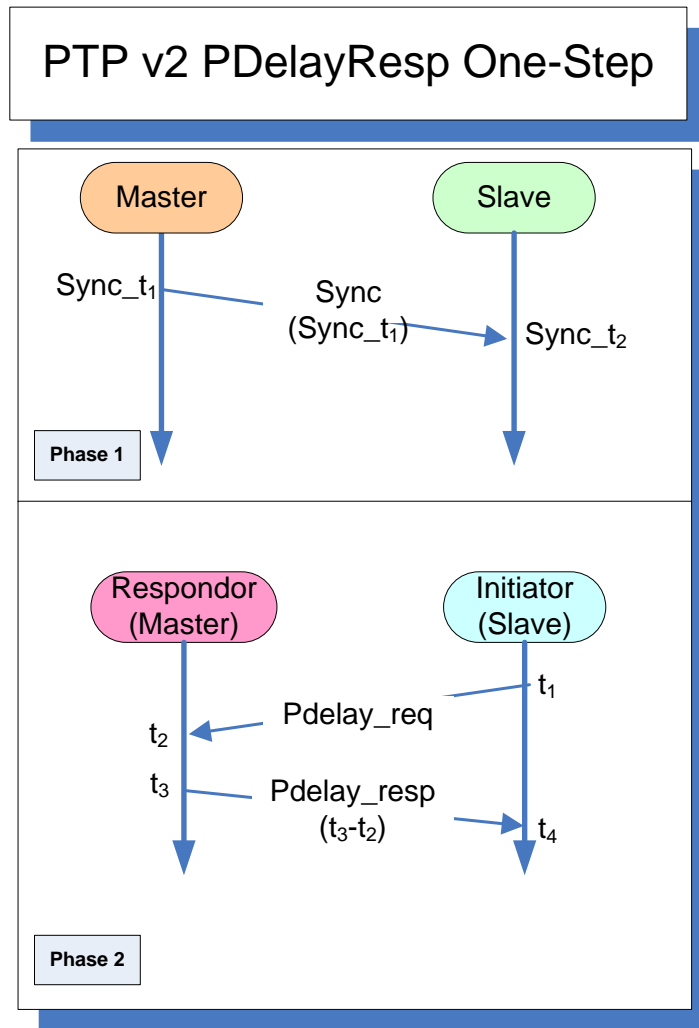 PTP v2 PDelayResp One-Step
Master
Slave
Sync_t₁
Sync
(Sync_t₁)
Sync_t₂
Phase 1
Respondor
(Master)
Initiator
(Slave)
t₁
Pdelay_req
t₂
t₃
Pdelay_resp
(t₃-t₂)
t₄
Phase 2